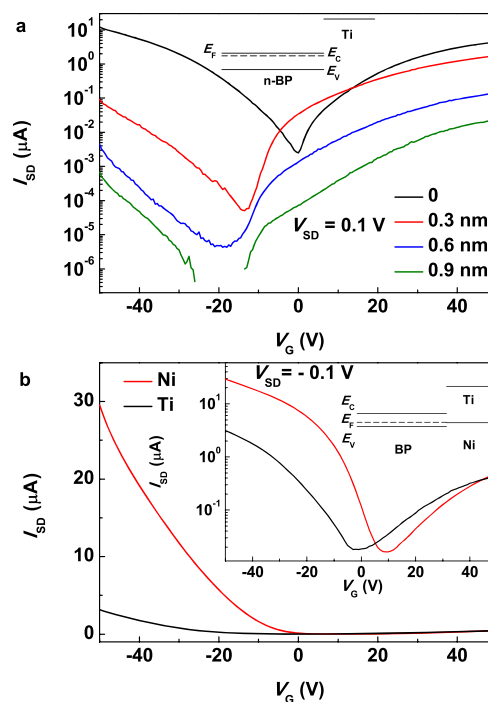 a
10²
10¹
10⁰
10⁻¹
10⁻²
10⁻³
10⁻⁴
10⁻⁵
10⁻⁶
I_SD (μA)
Ti
E_F
E_C
E_V
n-BP
V_SD = 0.1 V
0
0.3 nm
0.6 nm
0.9 nm
-40 -20 0 20 40
V_G (V)
b
Ni
Ti
30
20
10
0
I_SD (μA)
V_SD = - 0.1 V
10¹
10⁰
10⁻¹
I_SD (μA)
E_C
E_F
E_V
Ti
BP
Ni
-40 -20 0 20 40
V_G (V)
-40 -20 0 20 40
V_G (V)